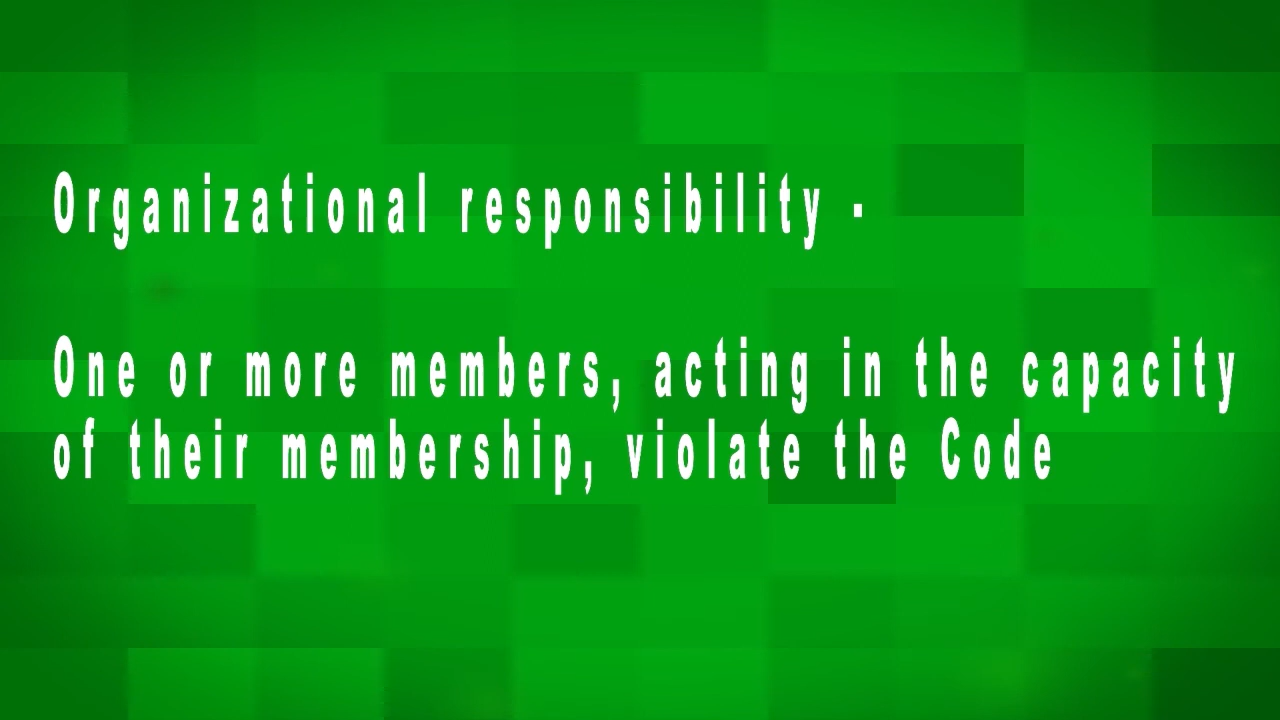 Organizational responsibility -
One or more members, acting in the capacity
of their membership, violate the Code